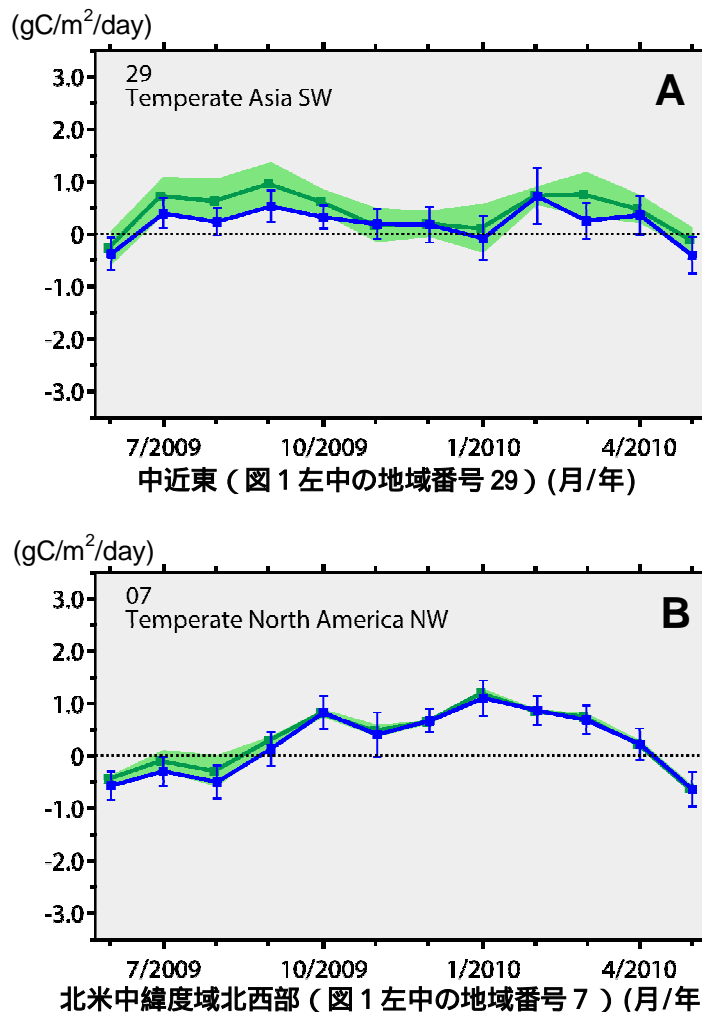 (gC/m²/day)
29
Temperate Asia SW
A
3.0
2.0
1.0
0
-1.0
-2.0
-3.0
7/2009 10/2009 1/2010 4/2010
中近東（図１左中の地域番号 29）(月/年)
(gC/m²/day)
07
Temperate North America NW
B
3.0
2.0
1.0
0
-1.0
-2.0
-3.0
7/2009 10/2009 1/2010 4/2010
北米中緯度域北西部（図１左中の地域番号７）(月/年